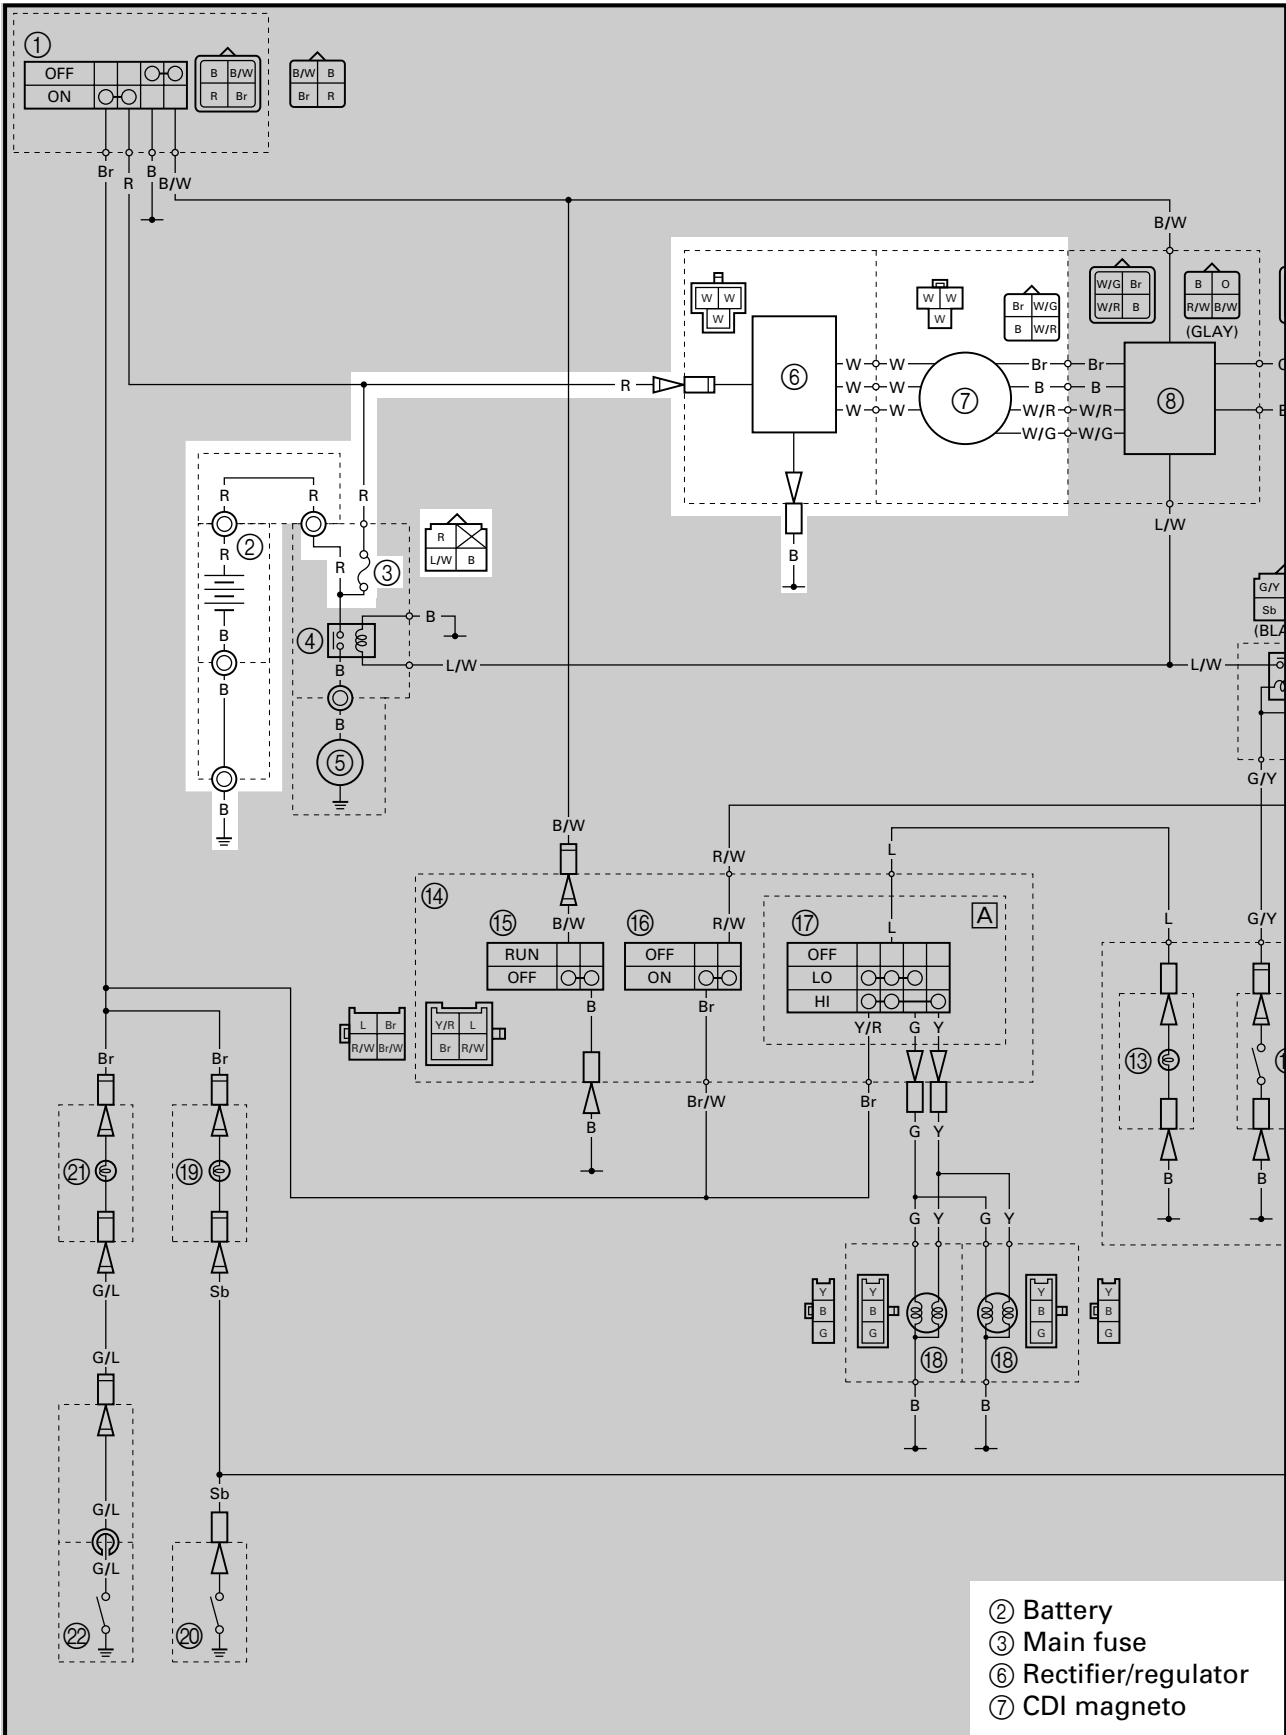 ①
OFF
ON
B B/W
R Br
B/W B
Br R
Br R B B/W
B/W
W W
W
W W
W
Br W/G
B W/R
W/G Br
W/R B
B O
R/W B/W
(GLAY)
R
⑥
W W
W W
W W
⑦
Br Br
B B
W/R W/R
W/G W/G
⑧
B
L/W
R R R
② R
R ③
R
L/W B
G/Y
Sb
B
B
④
B
L/W
L/W
B
B
B
⑤
B
G/Y
B/W
R/W
L
⑭
⑮ B/W
⑯ R/W
⑰ L
A
RUN
OFF
OFF
ON
OFF
LO
HI
B
Br
Y/R G Y
L Br
R/W Br/W
Y/R L
Br R/W
Br/W
Br
B
G Y
L
G/Y
⑬
B
B
Br Br
㉑
⑲
G/L
Sb
G Y G Y
Y
B
G
Y
B
G
Y
B
G
Y
B
G
⑱ ⑱
B B
G/L
G/L
G/L
Sb
㉒
⑳
② Battery
③ Main fuse
⑥ Rectifier/regulator
⑦ CDI magneto